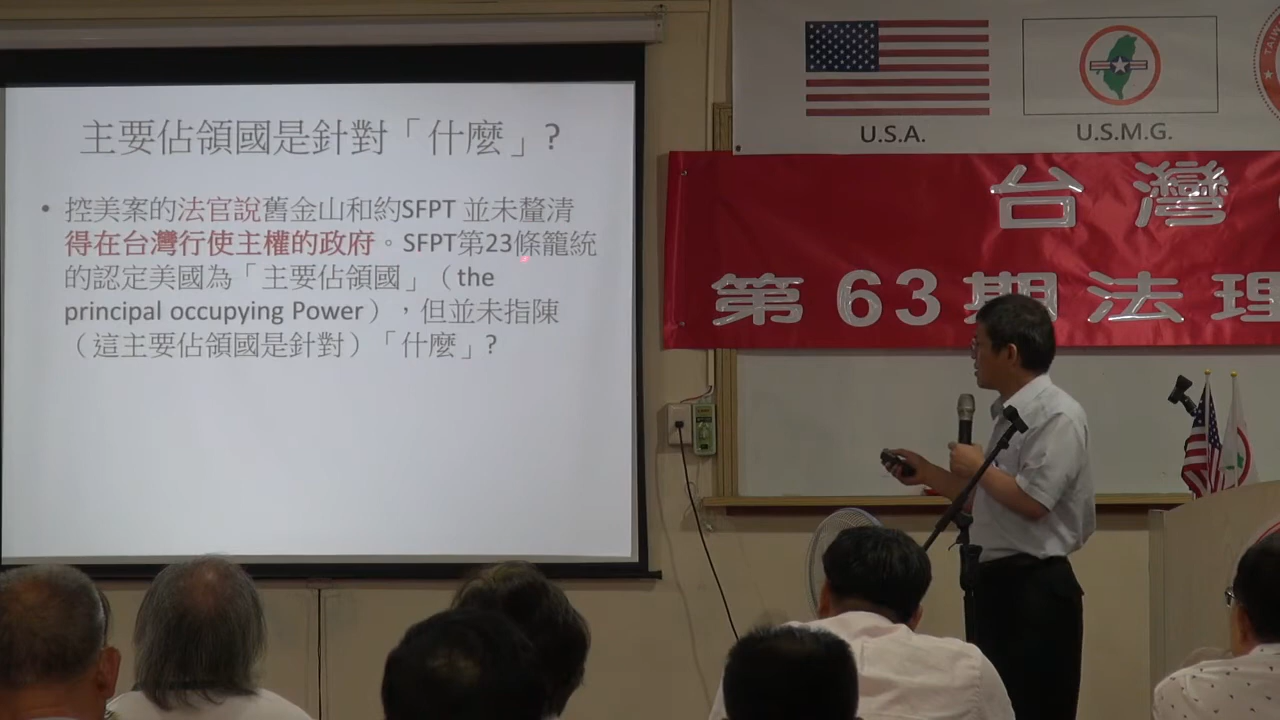 主要佔領國是針對「什麼」?
• 控美案的法官說舊金山和約SFPT 並未釐清
得在台灣行使主權的政府。SFPT第23條籠統
的認定美國為「主要佔領國」（the
principal occupying Power），但並未指陳
（這主要佔領國是針對）「什麼」?
U.S.A.
U.S.M.G.
台灣
第63期法理